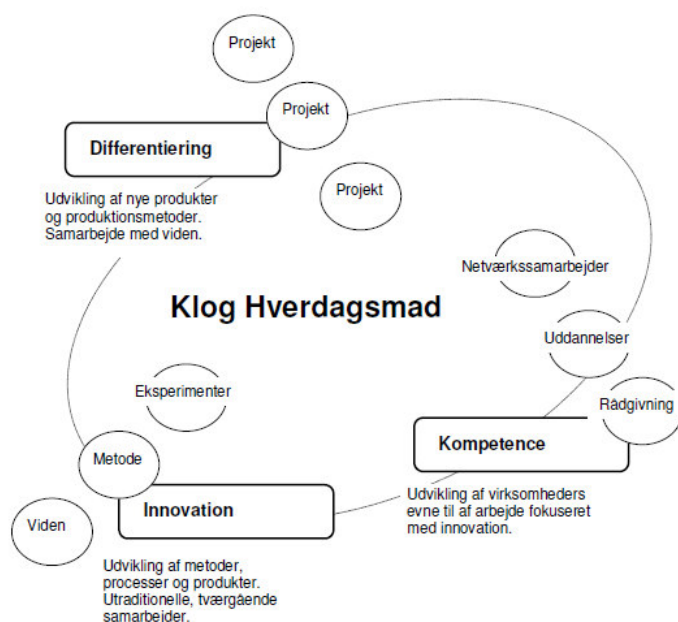 Projekt
Projekt
Differentiering
Projekt
Udvikling af nye produkter
og produktionsmetoder.
Samarbejde med viden.
Netværkssamarbejder
Klog Hverdagsmad
Uddannelser
Eksperimenter
Rådgivning
Kompetence
Metode
Udvikling af virksomheders
evne til af arbejde fokuseret
med innovation.
Innovation
Viden
Udvikling af metoder,
processer og produkter.
Utraditionelle, tværgående
samarbejder.